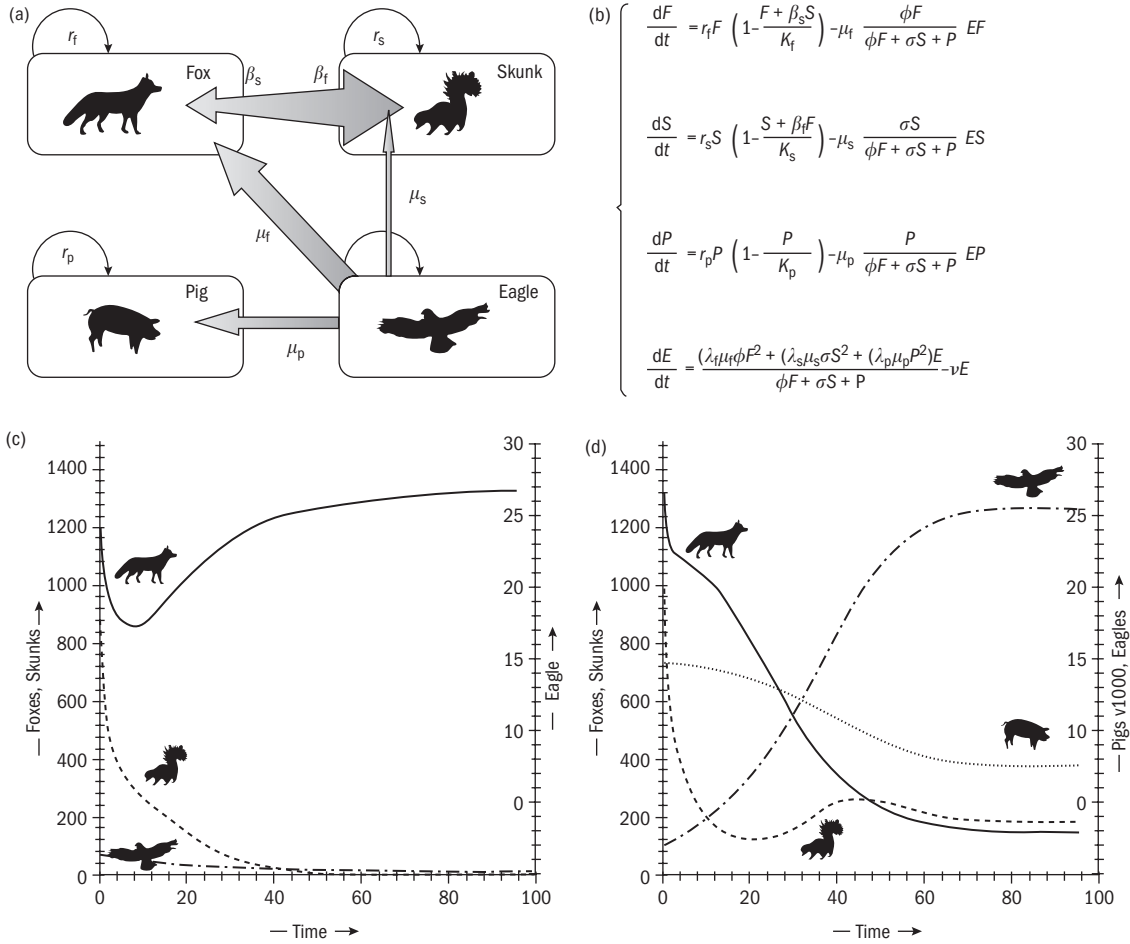 (a)
r_f
r_s
Fox
β_s
β_f
Skunk
μ_s
μ_f
r_p
Pig
Eagle
μ_p
(b)
dF/dt = r_f F (1− (F + β_s S)/K_f) −μ_f ϕF/(ϕF + σS + P) EF
dS/dt = r_s S (1− (S + β_f F)/K_s) −μ_s σS/(ϕF + σS + P) ES
dP/dt = r_p P (1− P/K_p) −μ_p P/(ϕF + σS + P) EP
dE/dt = (λ_f μ_f ϕF² + (λ_s μ_s σS² + (λ_p μ_p P²)E/(ϕF + σS + P) −νE
(c)
1400
1200
1000
800
600
400
200
0
— Foxes, Skunks →
30
25
20
15
10
0
— Eagle →
0 20 40 60 80 100
— Time →
(d)
1400
1200
1000
800
600
400
200
0
— Foxes, Skunks →
30
25
20
15
10
0
— Pigs v1000, Eagles →
0 20 40 60 80 100
— Time →